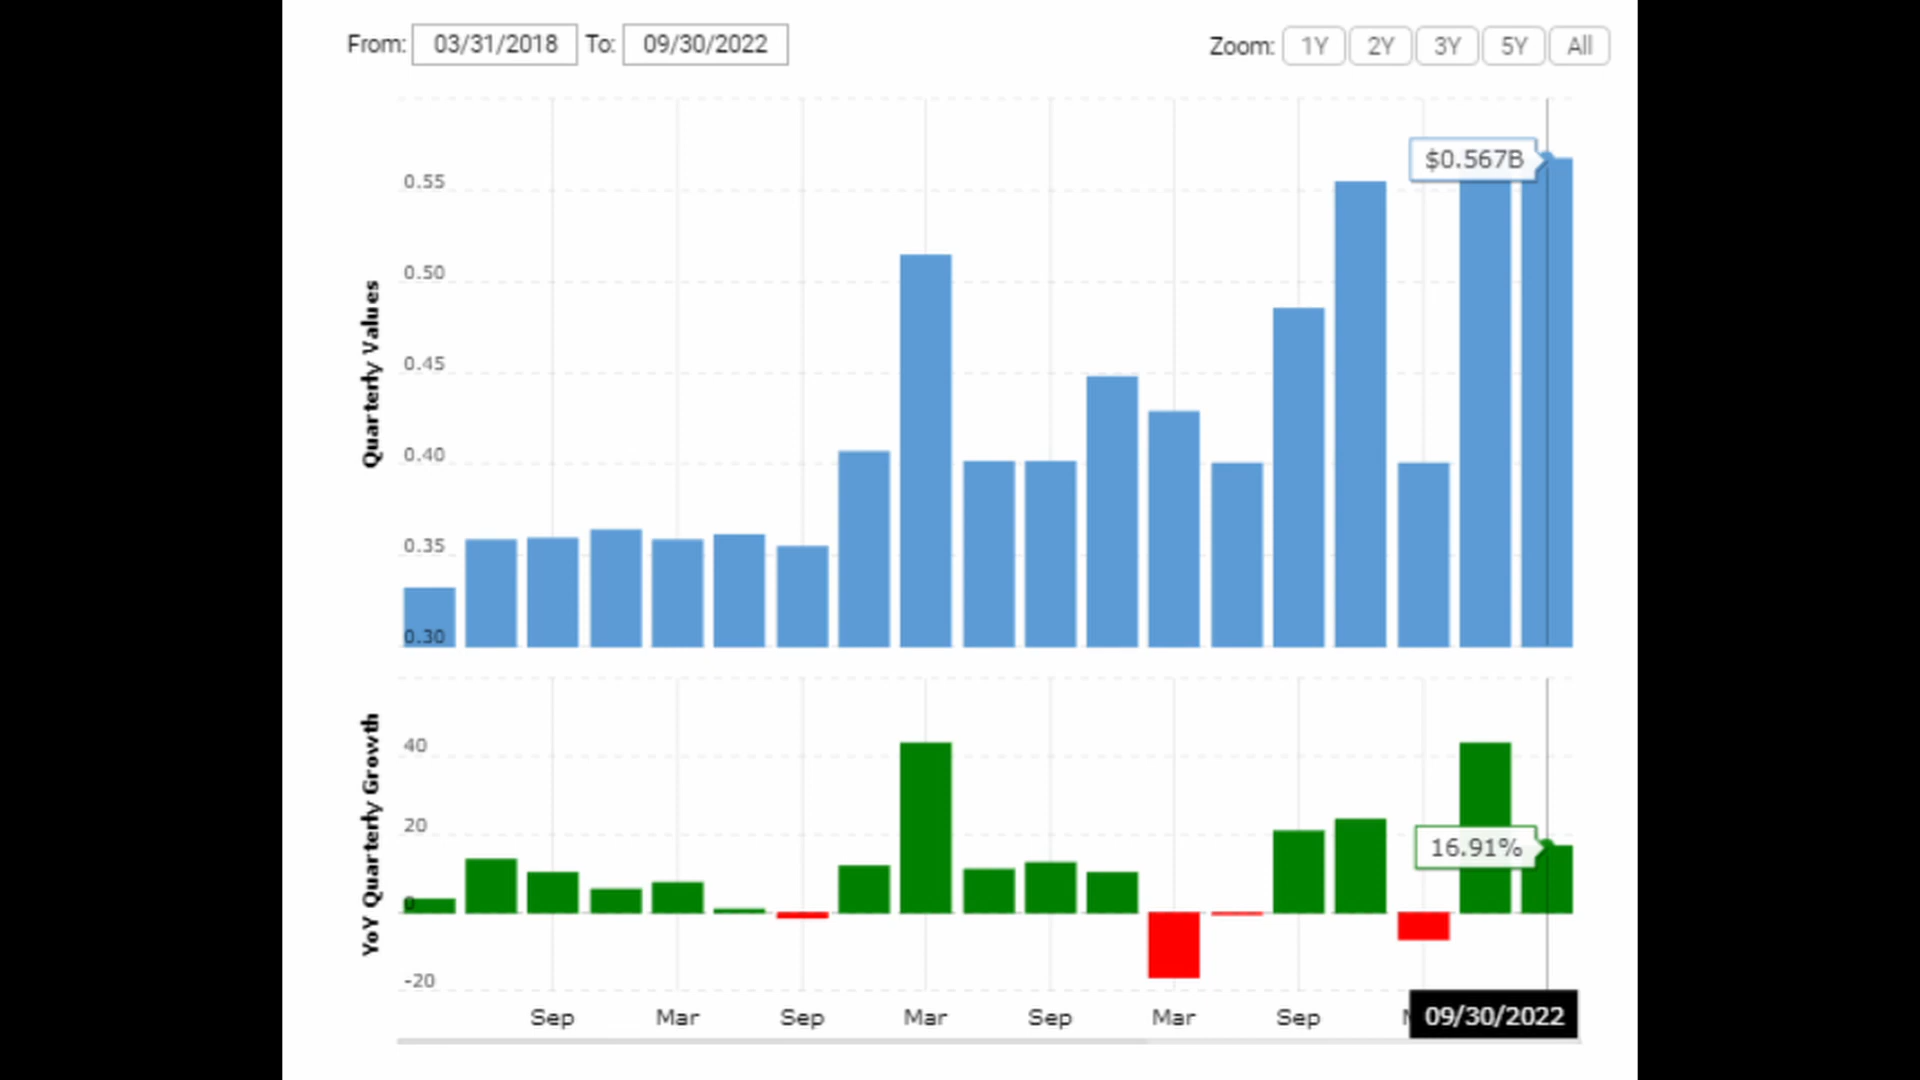 From: 03/31/2018 To: 09/30/2022 Zoom: 1Y 2Y 3Y 5Y All
Quarterly Values
$0.567B
0.55
0.50
0.45
0.40
0.35
0.30
YoY Quarterly Growth
40
20
16.91%
0
-20
Sep Mar Sep Mar Sep Mar Sep 09/30/2022